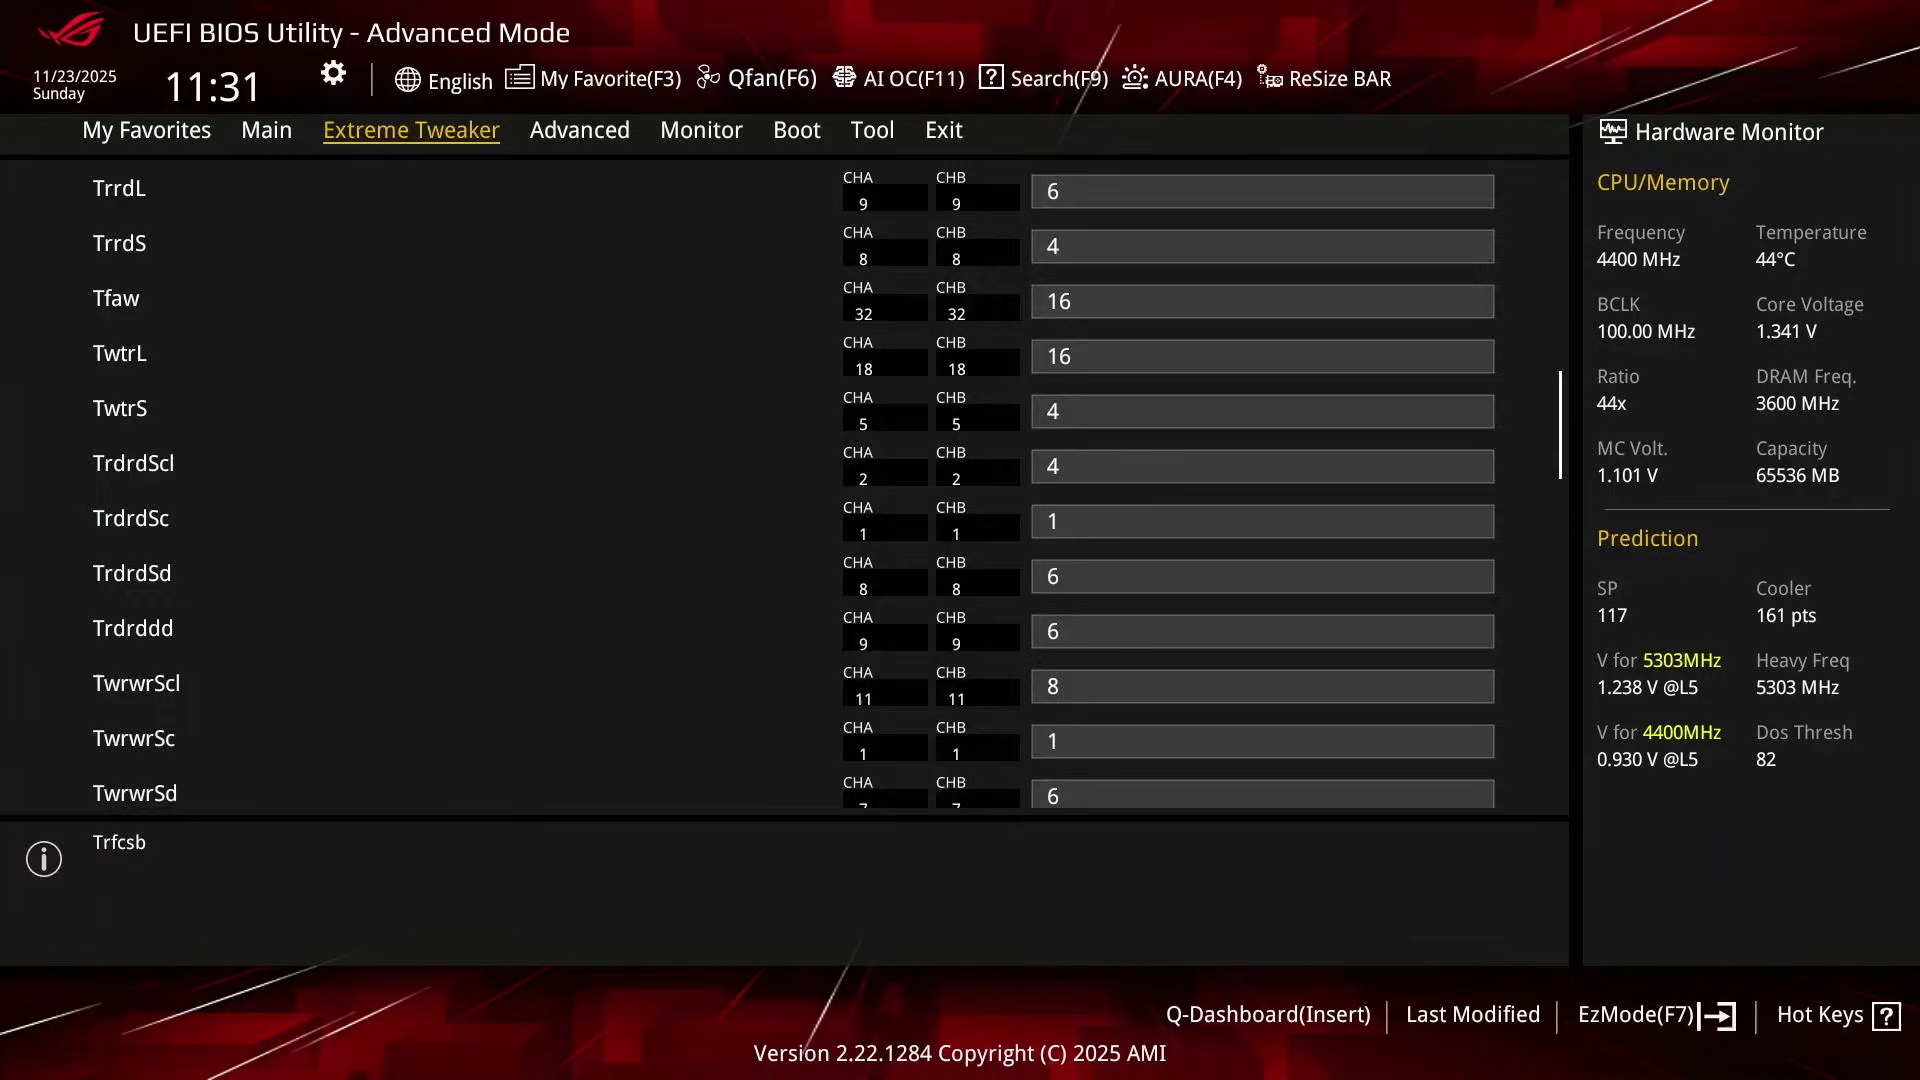 UEFI BIOS Utility - Advanced Mode
11/23/2025
Sunday
11:31
English
My Favorite(F3)
Qfan(F6)
AI OC(F11)
Search(F9)
AURA(F4)
ReSize BAR
My Favorites Main Extreme Tweaker Advanced Monitor Boot Tool Exit
TrrdL CHA 9 CHB 9 6
TrrdS CHA 8 CHB 8 4
Tfaw CHA 32 CHB 32 16
TwtrL CHA 18 CHB 18 16
TwtrS CHA 5 CHB 5 4
TrdrdScl CHA 2 CHB 2 4
TrdrdSc CHA 1 CHB 1 1
TrdrdSd CHA 8 CHB 8 6
Trdrddd CHA 9 CHB 9 6
TwrwrScl CHA 11 CHB 11 8
TwrwrSc CHA 1 CHB 1 1
TwrwrSd CHA CHB 6
Trfcsb
Hardware Monitor
CPU/Memory
Frequency Temperature
4400 MHz 44°C
BCLK Core Voltage
100.00 MHz 1.341 V
Ratio DRAM Freq.
44x 3600 MHz
MC Volt. Capacity
1.101 V 65536 MB
Prediction
SP Cooler
117 161 pts
V for 5303MHz Heavy Freq
1.238 V @L5 5303 MHz
V for 4400MHz Dos Thresh
0.930 V @L5 82
Q-Dashboard(Insert) Last Modified EzMode(F7) Hot Keys ?
Version 2.22.1284 Copyright (C) 2025 AMI